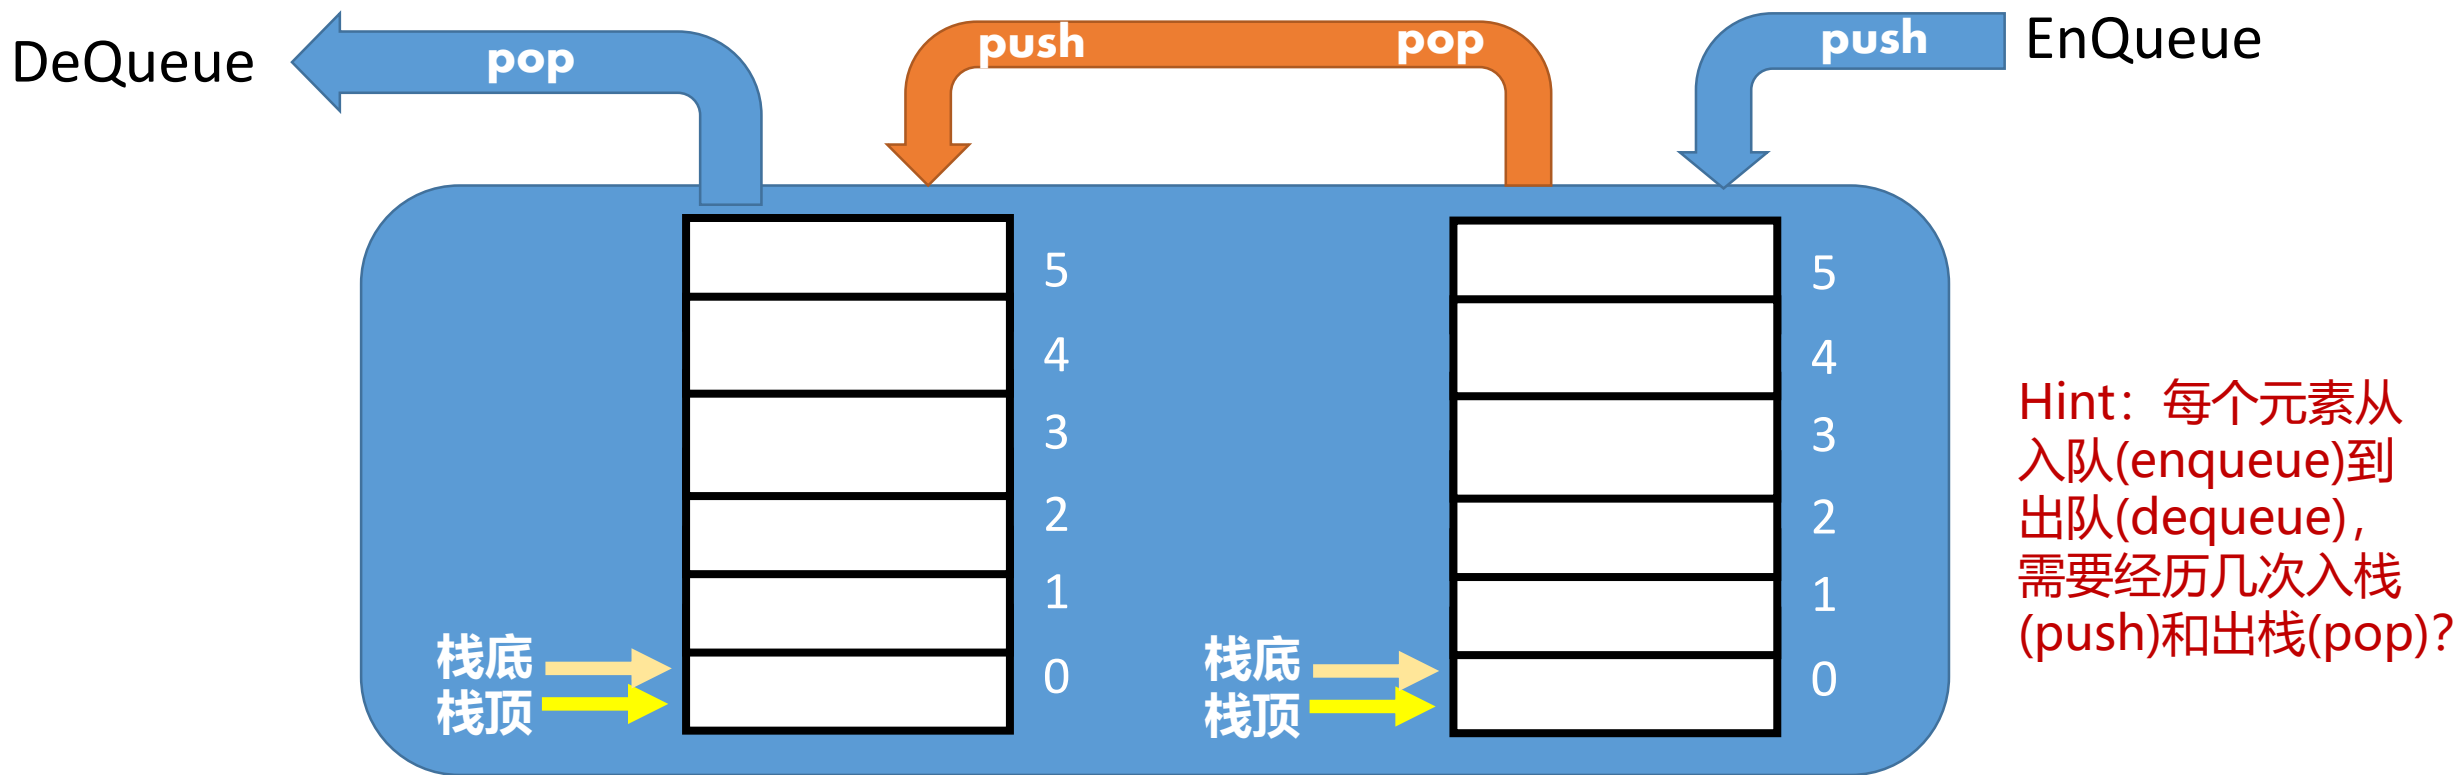 DeQueue
pop
push
pop
push
EnQueue
5
4
3
2
1
0
栈底
栈顶
5
4
3
2
1
0
栈底
栈顶
Hint：每个元素从
入队(enqueue)到
出队(dequeue)，
需要经历几次入栈
(push)和出栈(pop)？